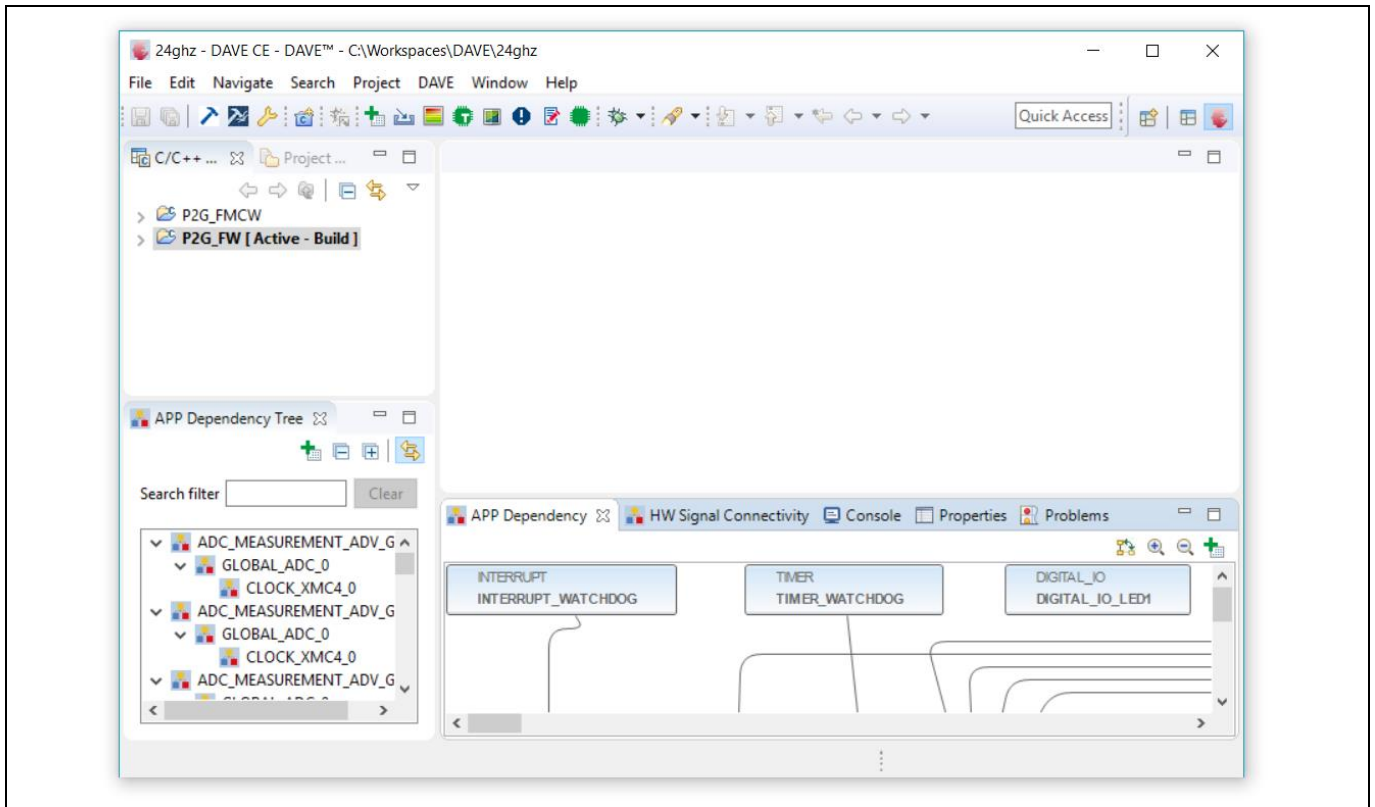 24ghz - DAVE CE - DAVE™ - C:\Workspaces\DAVE\24ghz
File Edit Navigate Search Project DAVE Window Help
Quick Access
C/C++ ... Project ...
P2G_FMCW
P2G_FW [ Active - Build ]
APP Dependency Tree
Search filter Clear
ADC_MEASUREMENT_ADV_G
GLOBAL_ADC_0
CLOCK_XMC4_0
ADC_MEASUREMENT_ADV_G
GLOBAL_ADC_0
CLOCK_XMC4_0
ADC_MEASUREMENT_ADV_G
APP Dependency HW Signal Connectivity Console Properties Problems
INTERRUPT
INTERRUPT_WATCHDOG
TIMER
TIMER_WATCHDOG
DIGITAL_IO
DIGITAL_IO_LED1